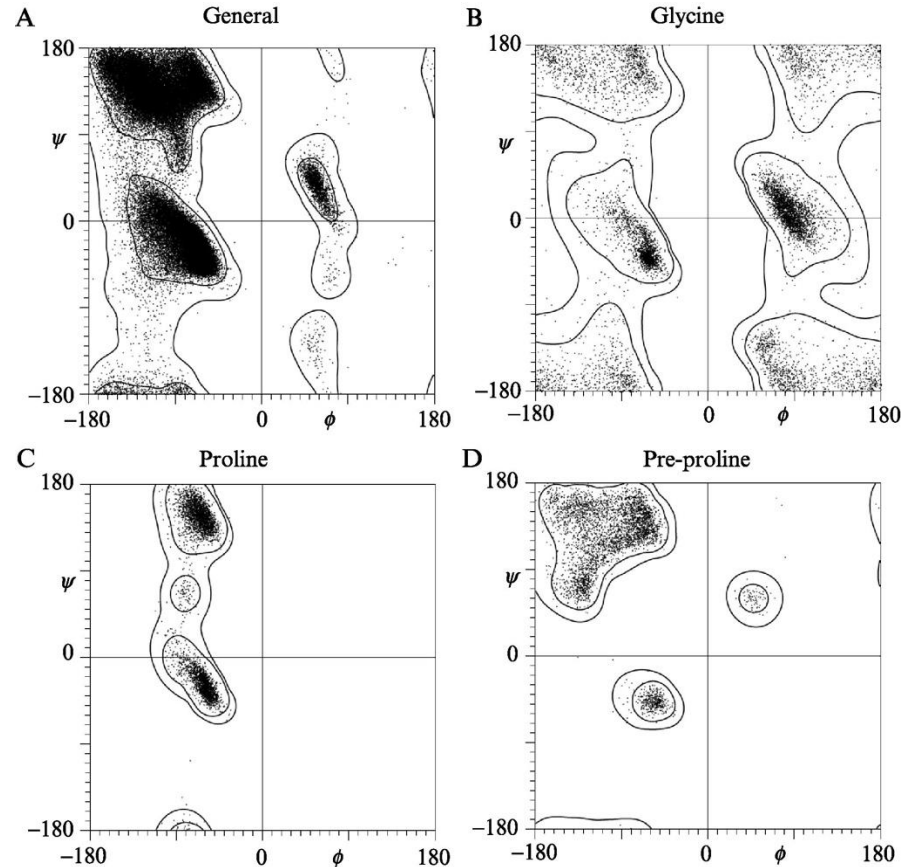 A General
180
ψ
0
−180
−180 0 ϕ 180
B Glycine
180
ψ
0
−180
−180 0 ϕ 180
C Proline
180
ψ
0
−180
−180 0 ϕ 180
D Pre-proline
180
ψ
0
−180
−180 0 ϕ 180